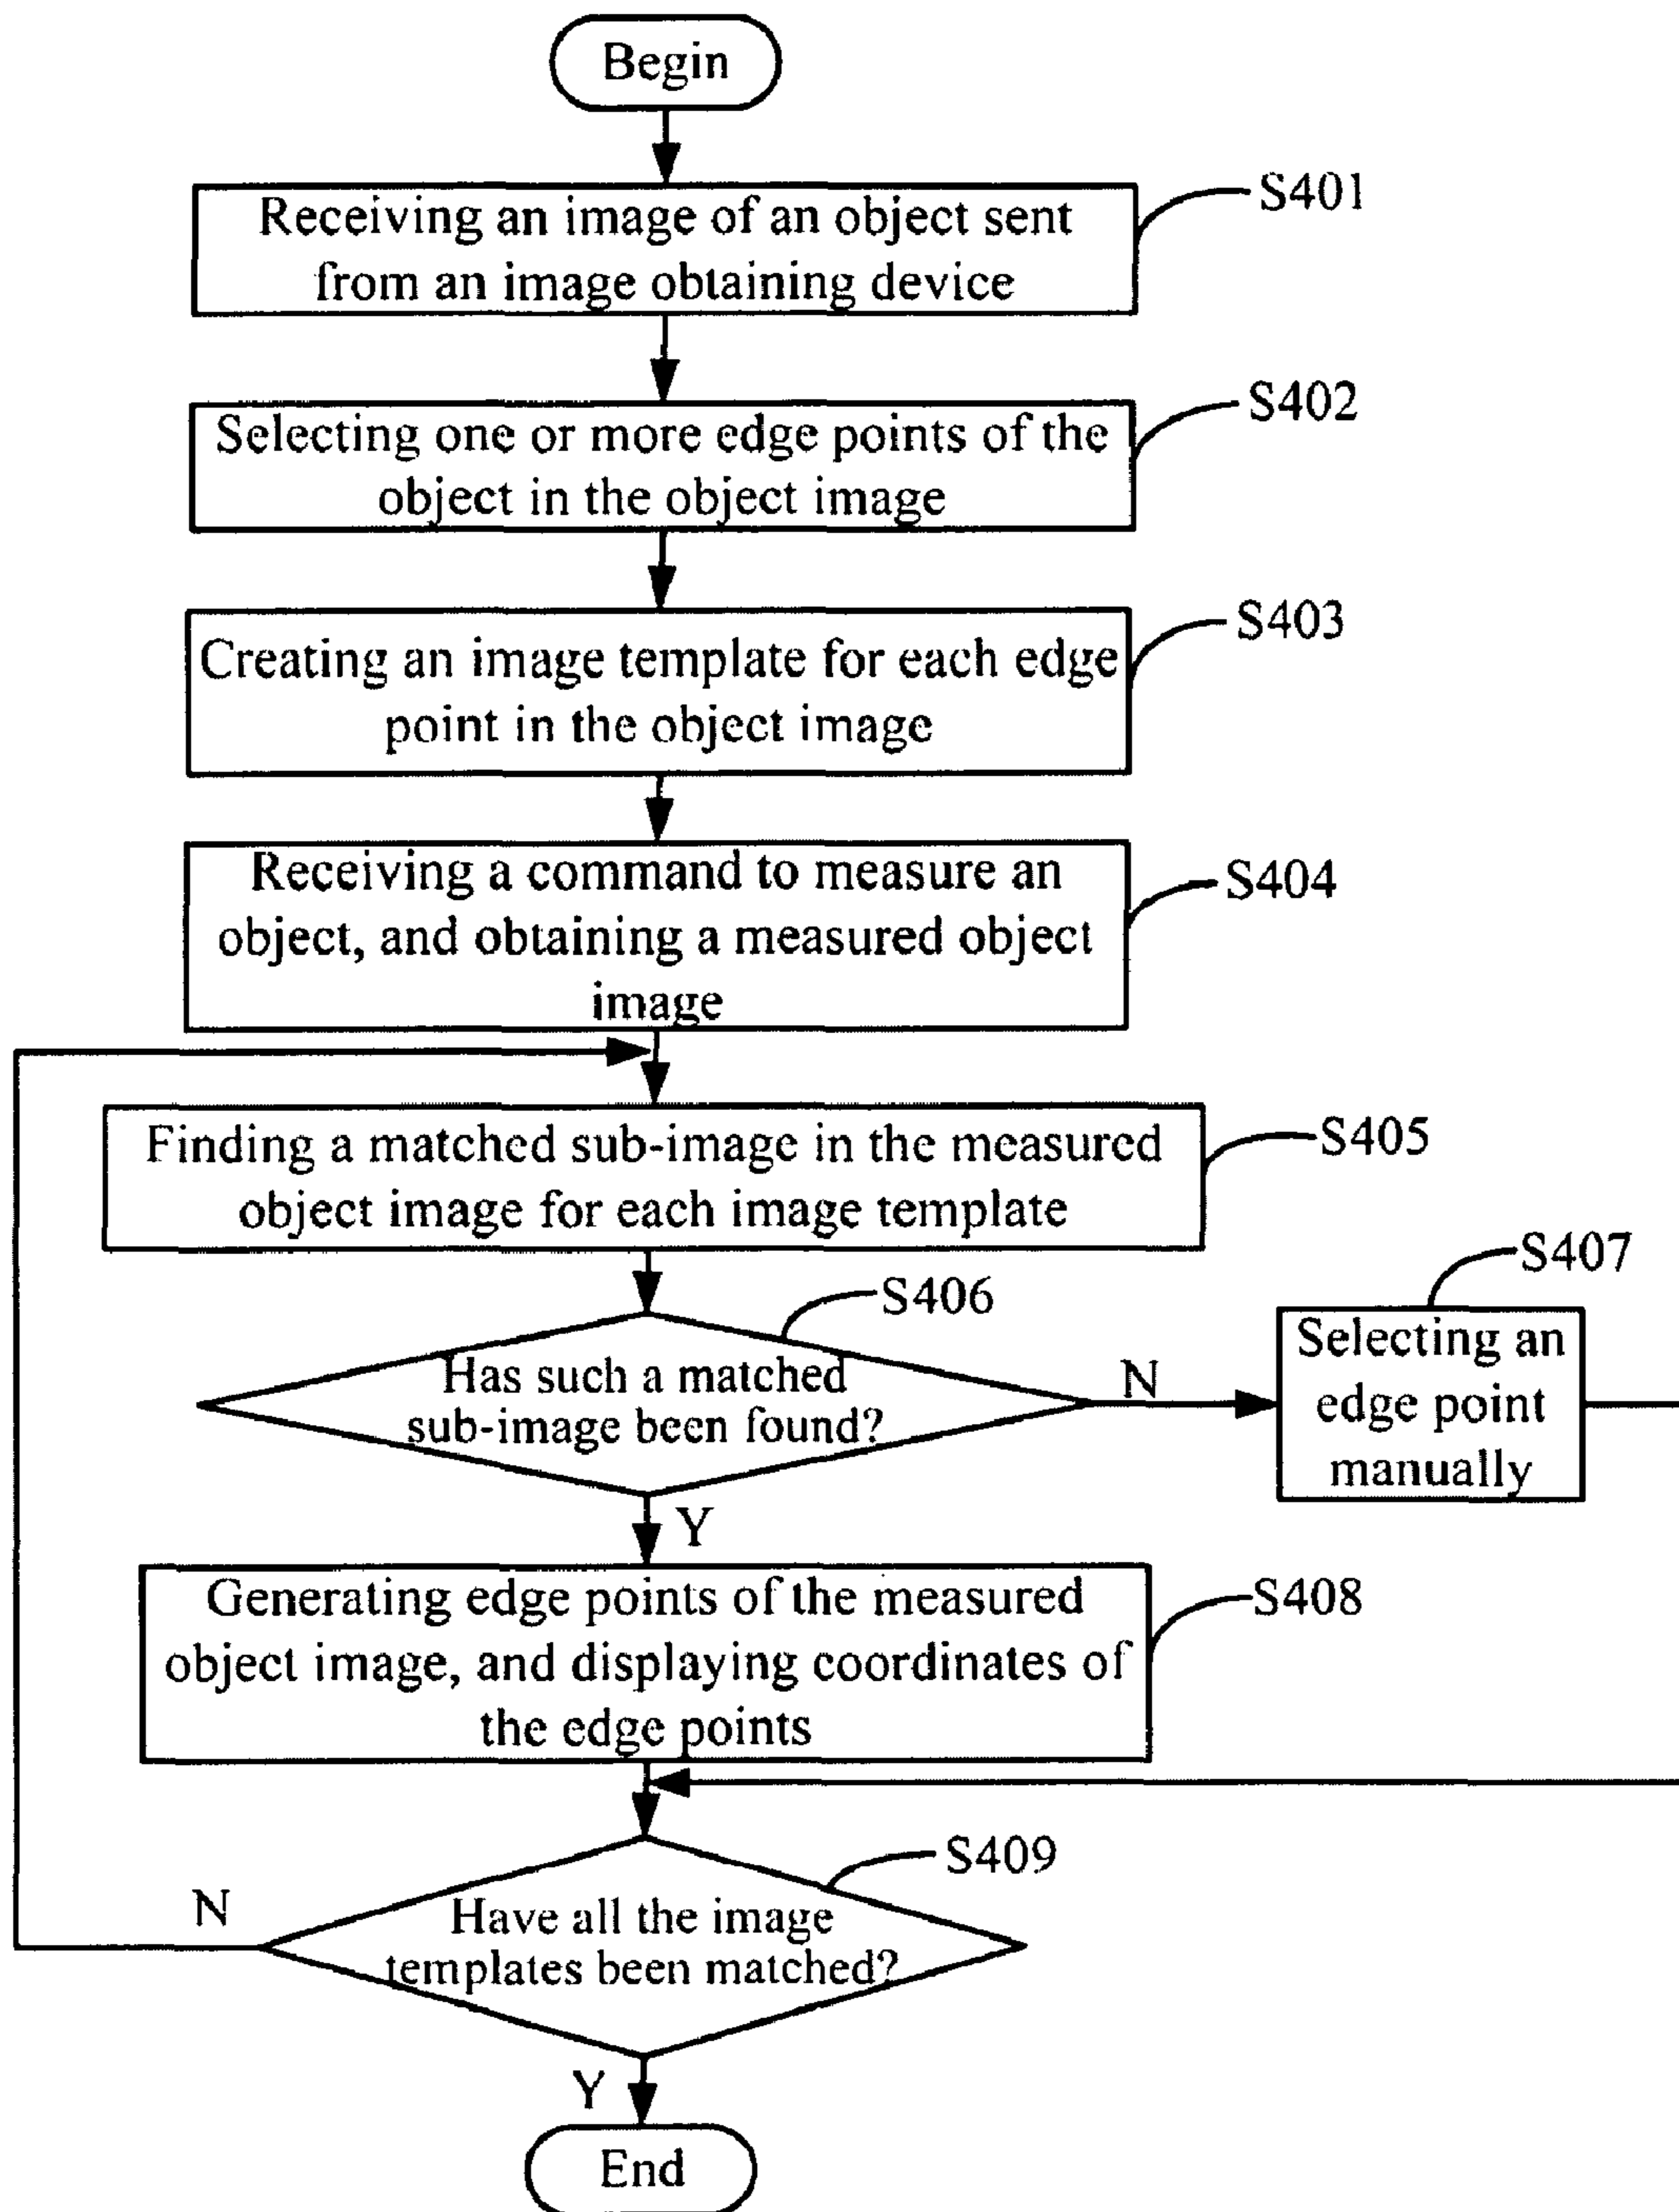 Begin
Receiving an image of an object sent
from an image obtaining device
S401
Selecting one or more edge points of the
object in the object image
S402
Creating an image template for each edge
point in the object image
S403
Receiving a command to measure an
object, and obtaining a measured object
image
S404
Finding a matched sub-image in the measured
object image for each image template
S405
S406
Has such a matched
sub-image been found?
N
S407
Selecting an
edge point
manually
Y
Generating edge points of the measured
object image, and displaying coordinates of
the edge points
S408
S409
Have all the image
templates been matched?
N
Y
End